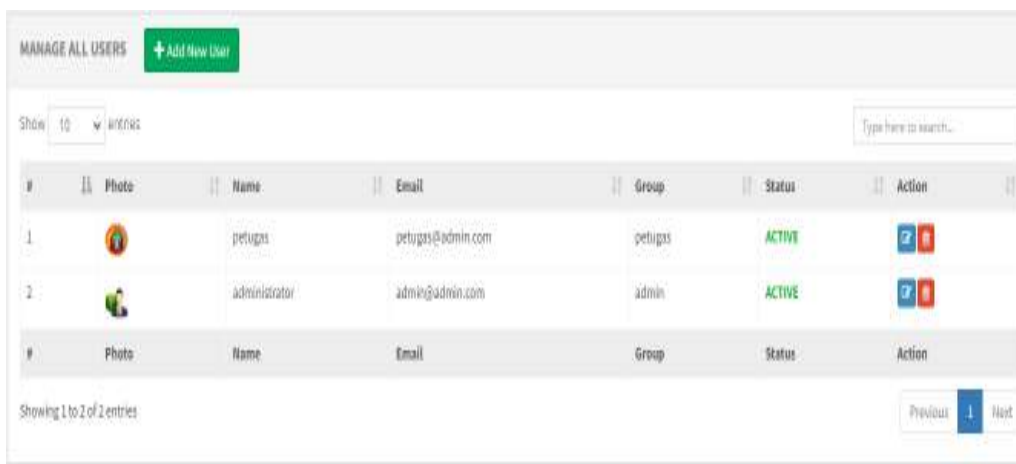 MANAGE ALL USERS Add New User
Show 10 entries Type here to search...
# Photo Name Email Group Status Action
1 petugas petugas@admin.com petugas ACTIVE
2 administrator admin@admin.com admin ACTIVE
# Photo Name Email Group Status Action
Showing 1 to 2 of 2 entries Previous 1 Next